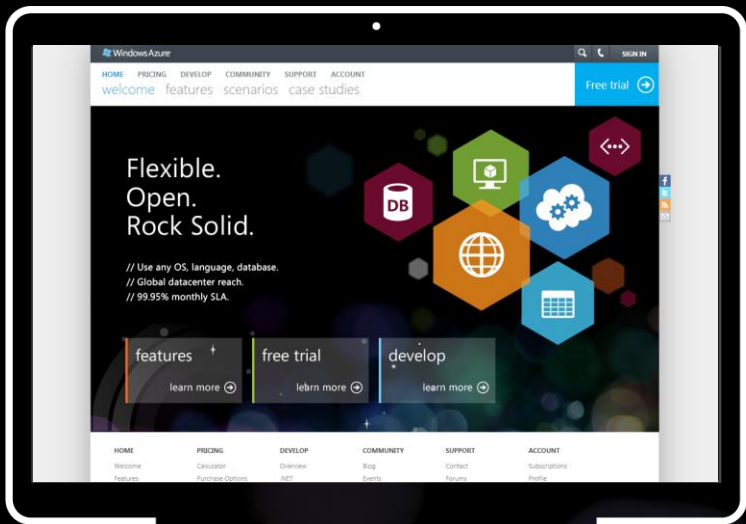 Windows Azure
SIGN IN
HOME PRICING DEVELOP COMMUNITY SUPPORT ACCOUNT
welcome features scenarios case studies
Free trial
Flexible.
Open.
Rock Solid.
// Use any OS, language, database.
// Global datacenter reach.
// 99.95% monthly SLA.
DB
features
learn more
free trial
learn more
develop
learn more
HOME PRICING DEVELOP COMMUNITY SUPPORT ACCOUNT
Welcome Calculator Overview Blog Contact Subscriptions
Features Purchase Options .NET Events Forums Profile